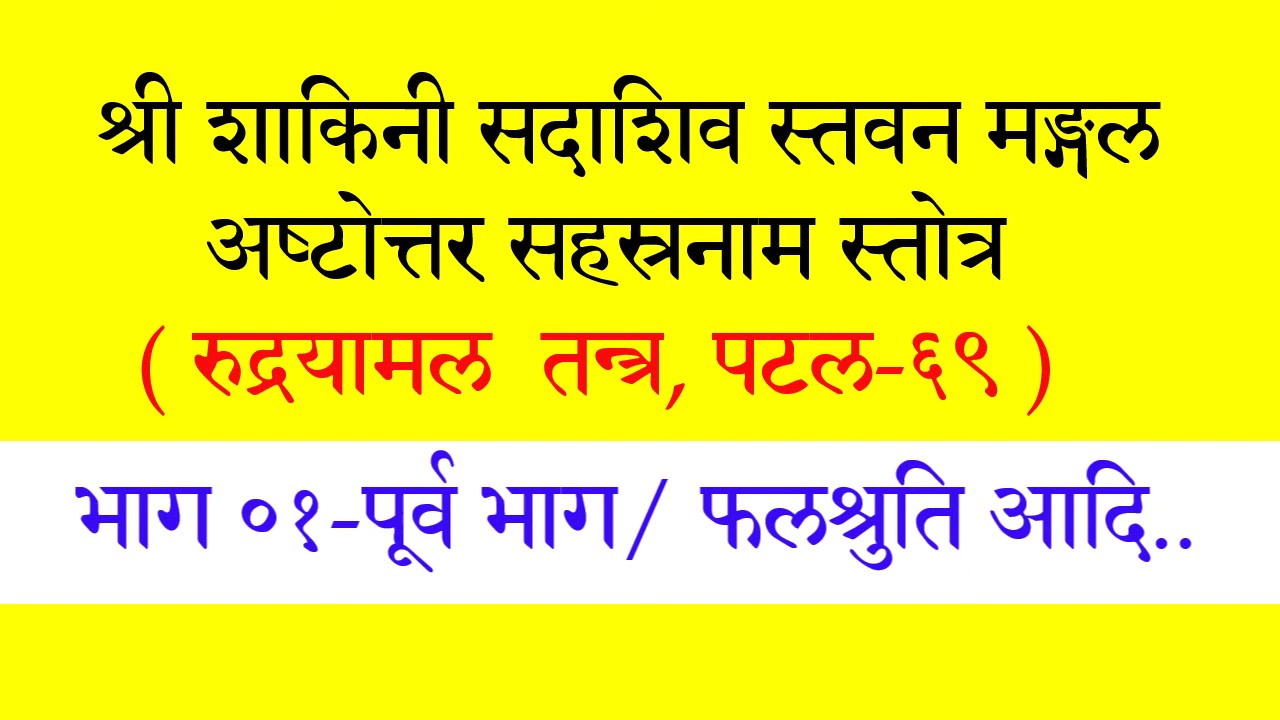 श्री शाकिनी सदाशिव स्तवन मङ्गल
अष्टोत्तर सहस्रनाम स्तोत्र
( रुद्रयामल तन्त्र, पटल-६९ )
भाग ०१-पूर्व भाग/ फलश्रुति आदि..